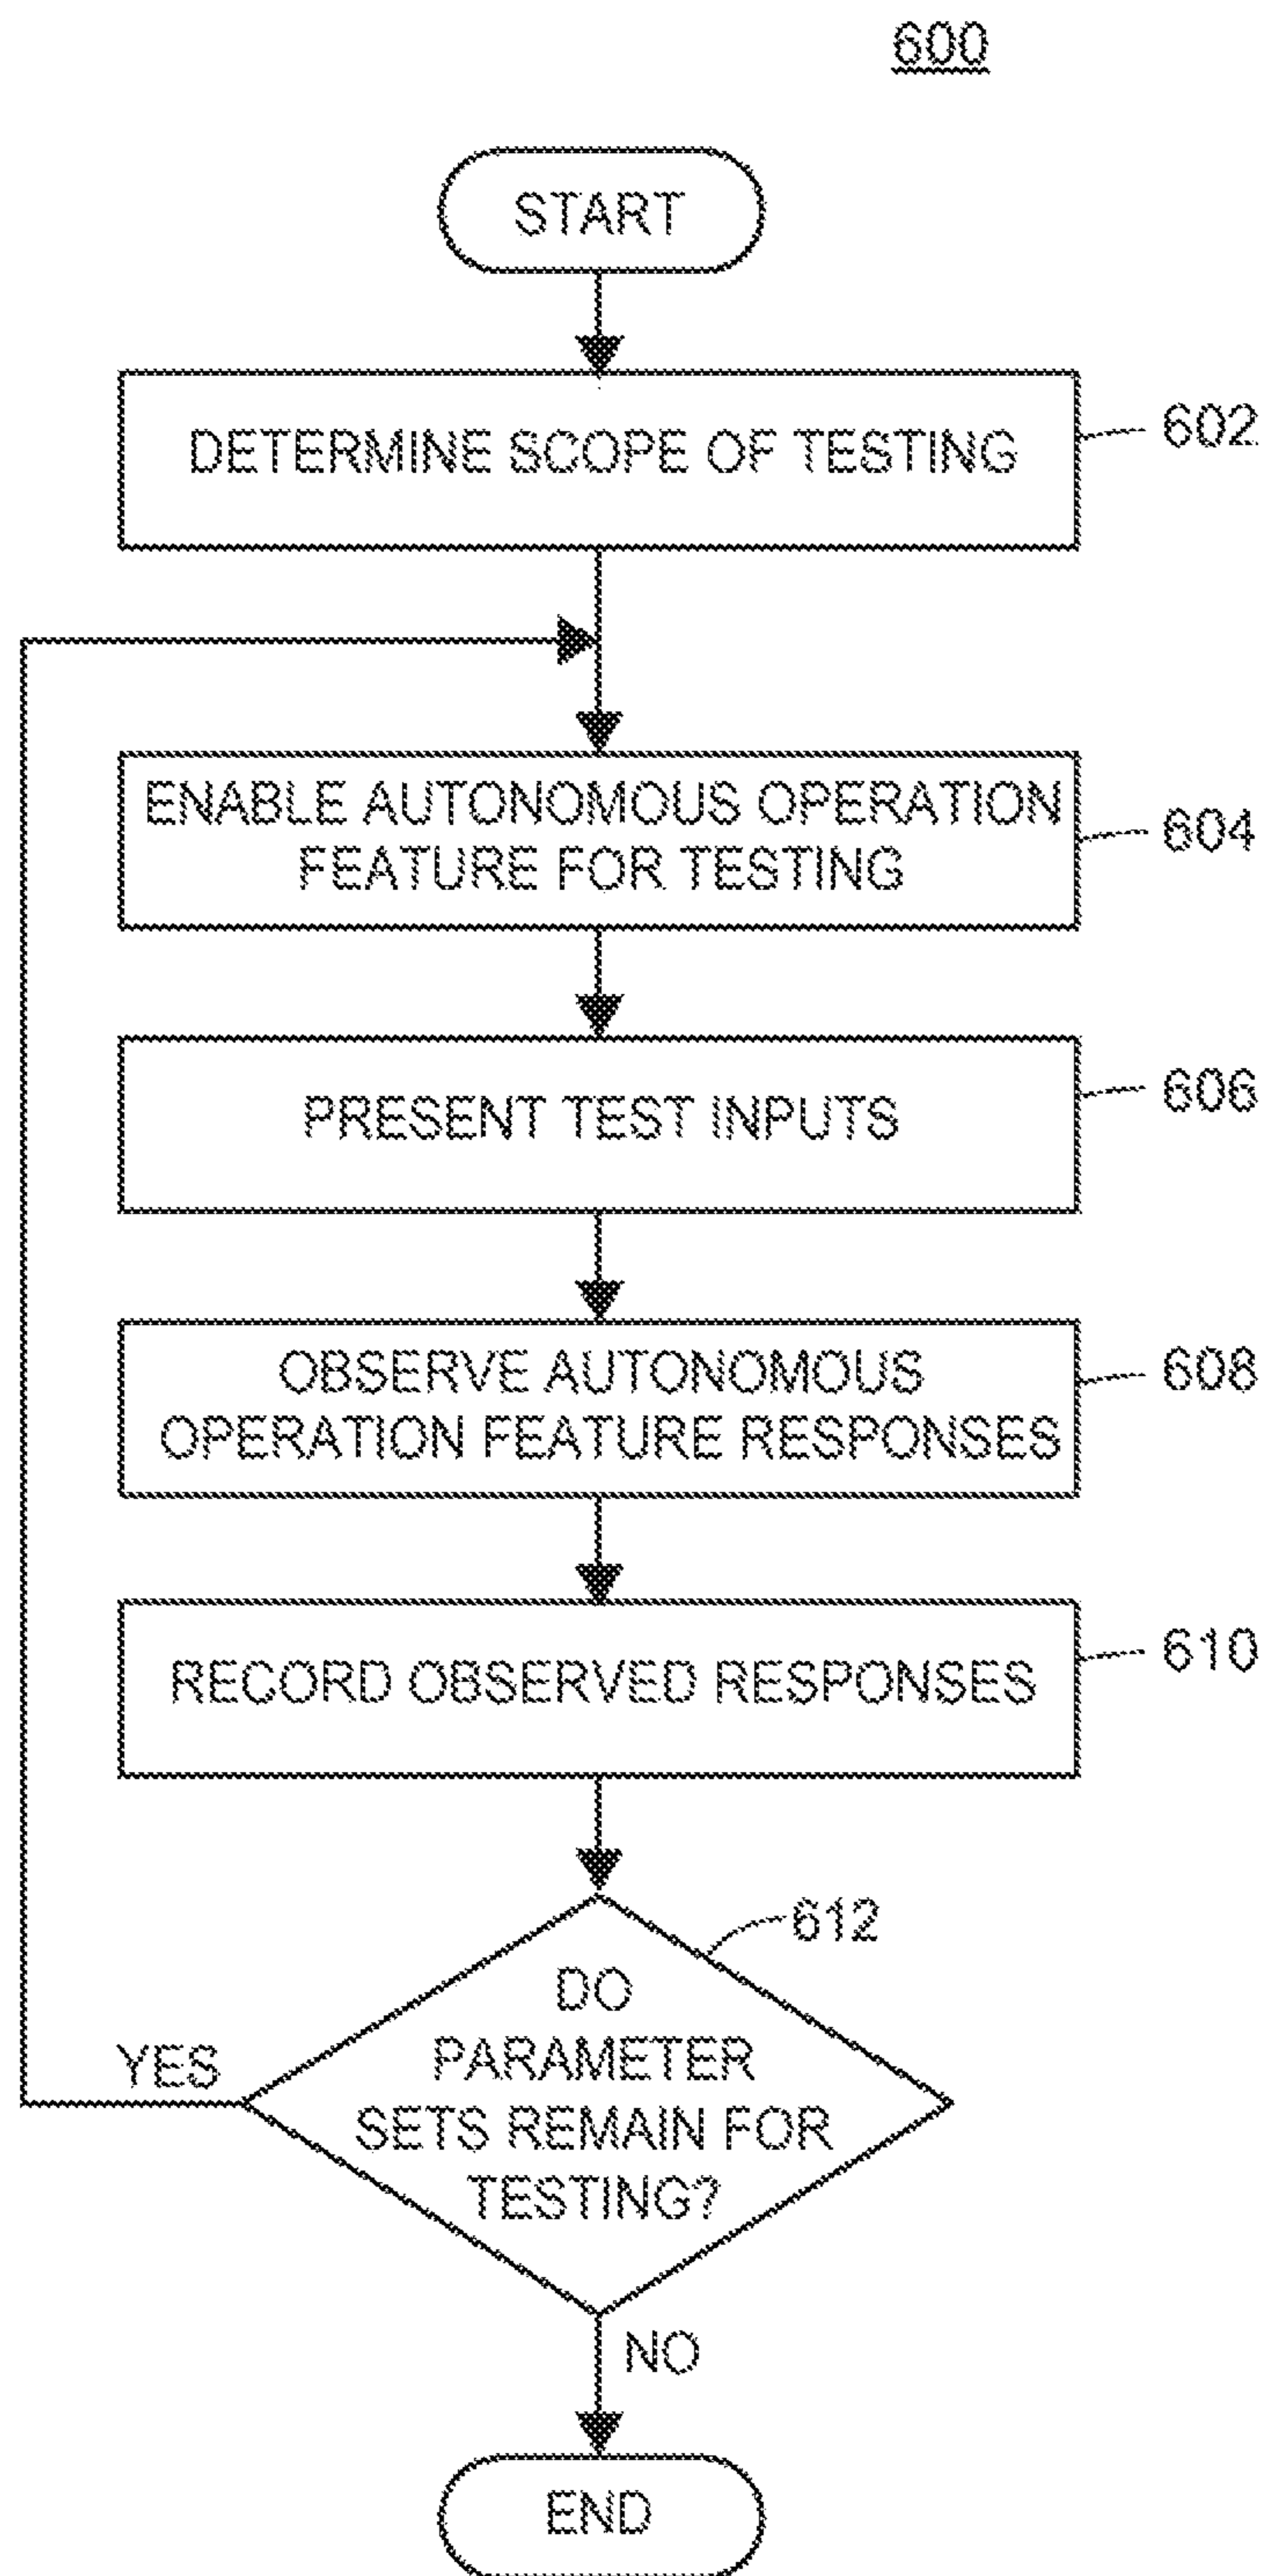 600
START
DETERMINE SCOPE OF TESTING
602
ENABLE AUTONOMOUS OPERATION
FEATURE FOR TESTING
604
PRESENT TEST INPUTS
606
OBSERVE AUTONOMOUS
OPERATION FEATURE RESPONSES
608
RECORD OBSERVED RESPONSES
610
612
DO
PARAMETER
SETS REMAIN FOR
TESTING?
YES
NO
END